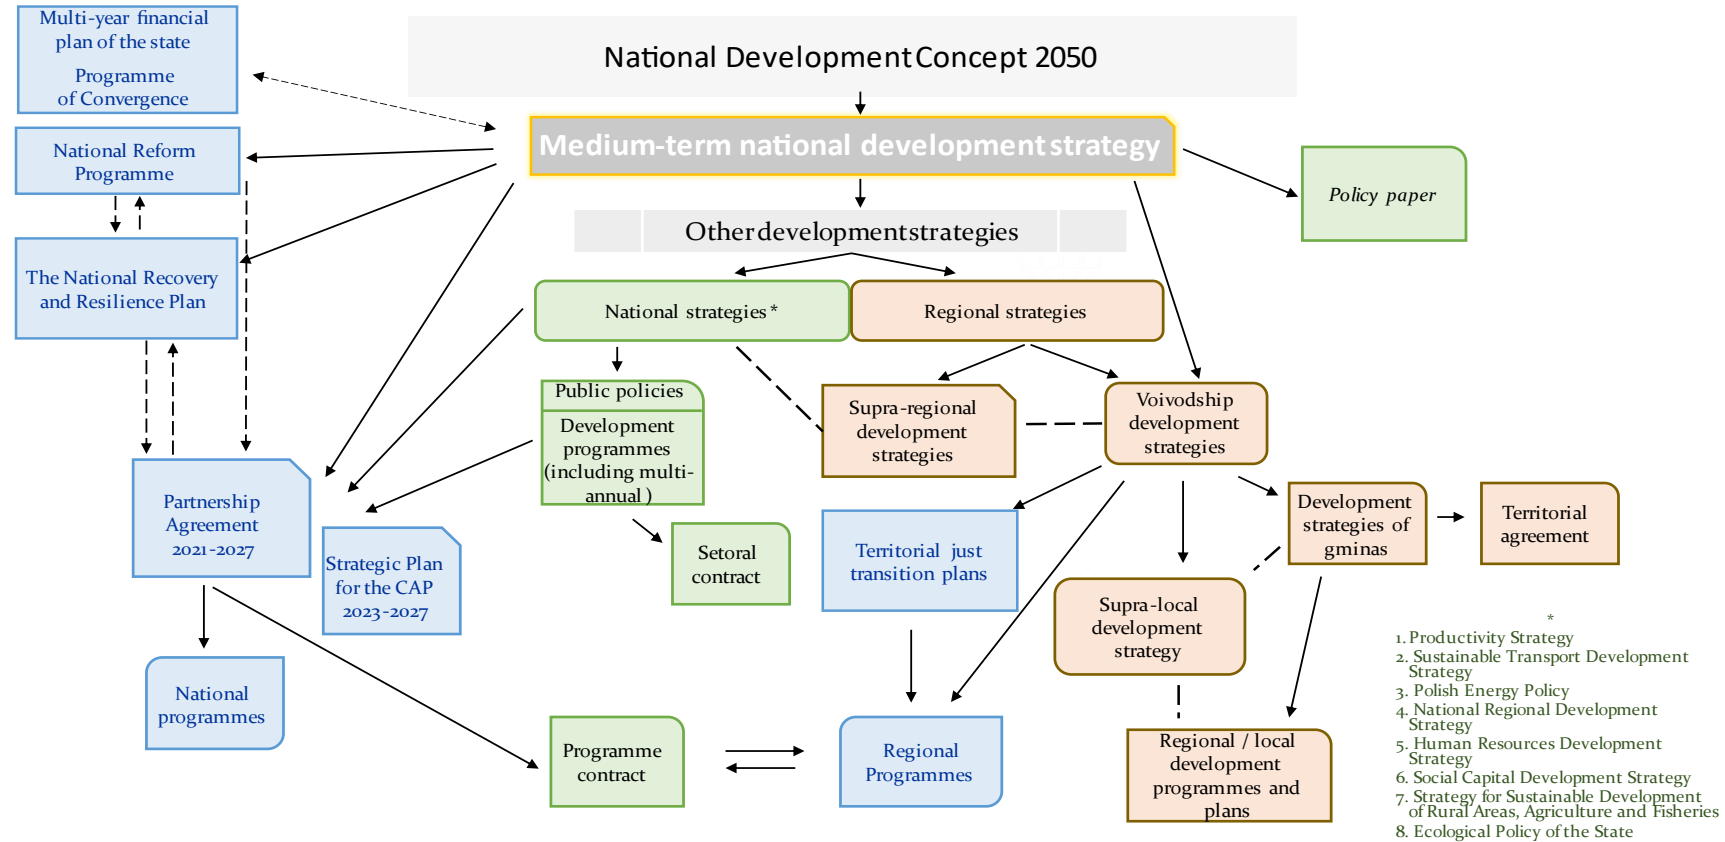 Multi-year financial
plan of the state
Programme
of Convergence
National Development Concept 2050
Medium-term national development strategy
National Reform
Programme
Policy paper
Other development strategies
The National Recovery
and Resilience Plan
National strategies *
Regional strategies
Public policies
Development
programmes
(including multi-
annual )
Supra-regional
development
strategies
Voivodship
development
strategies
Partnership
Agreement
2021-2027
Strategic Plan
for the CAP
2023-2027
Setoral
contract
Territorial just
transition plans
Development
strategies of
gminas
Territorial
agreement
Supra-local
development
strategy
National
programmes
Programme
contract
Regional
Programmes
Regional / local
development
programmes and
plans
*
1. Productivity Strategy
2. Sustainable Transport Development
Strategy
3. Polish Energy Policy
4. National Regional Development
Strategy
5. Human Resources Development
Strategy
6. Social Capital Development Strategy
7. Strategy for Sustainable Development
of Rural Areas, Agriculture and Fisheries
8. Ecological Policy of the State